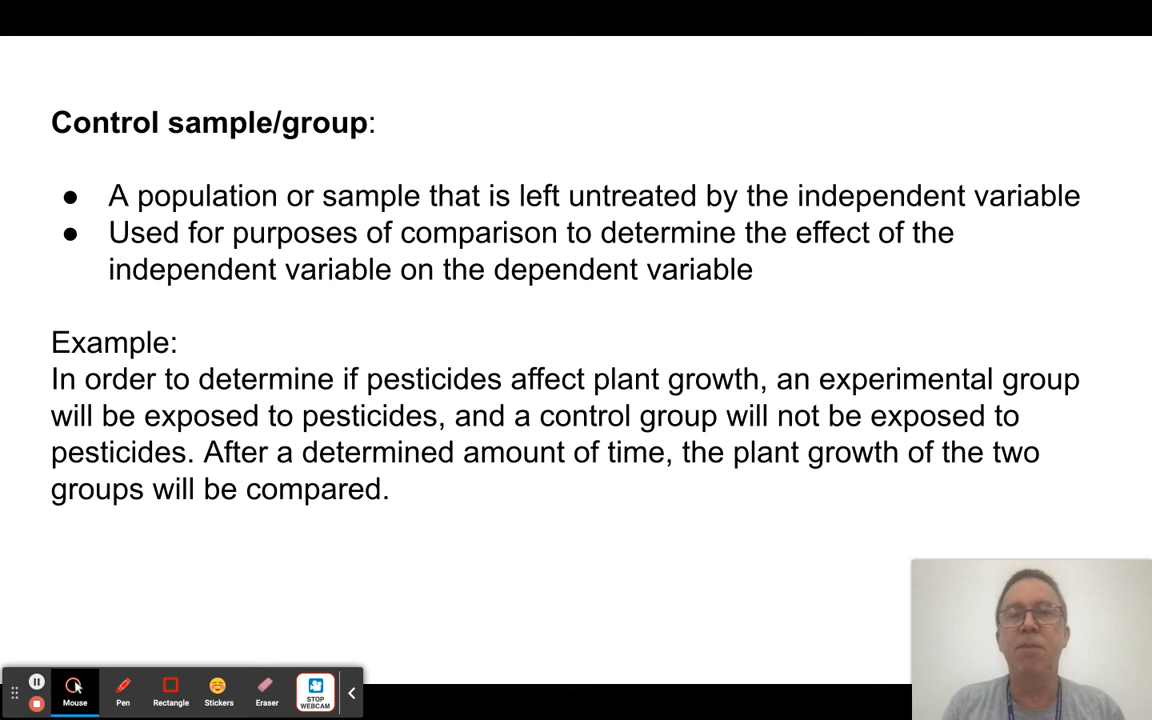 Control sample/group:
● A population or sample that is left untreated by the independent variable
● Used for purposes of comparison to determine the effect of the
independent variable on the dependent variable
Example:
In order to determine if pesticides affect plant growth, an experimental group
will be exposed to pesticides, and a control group will not be exposed to
pesticides. After a determined amount of time, the plant growth of the two
groups will be compared.
Mouse Pen Rectangle Stickers Eraser STOP
WEBCAM